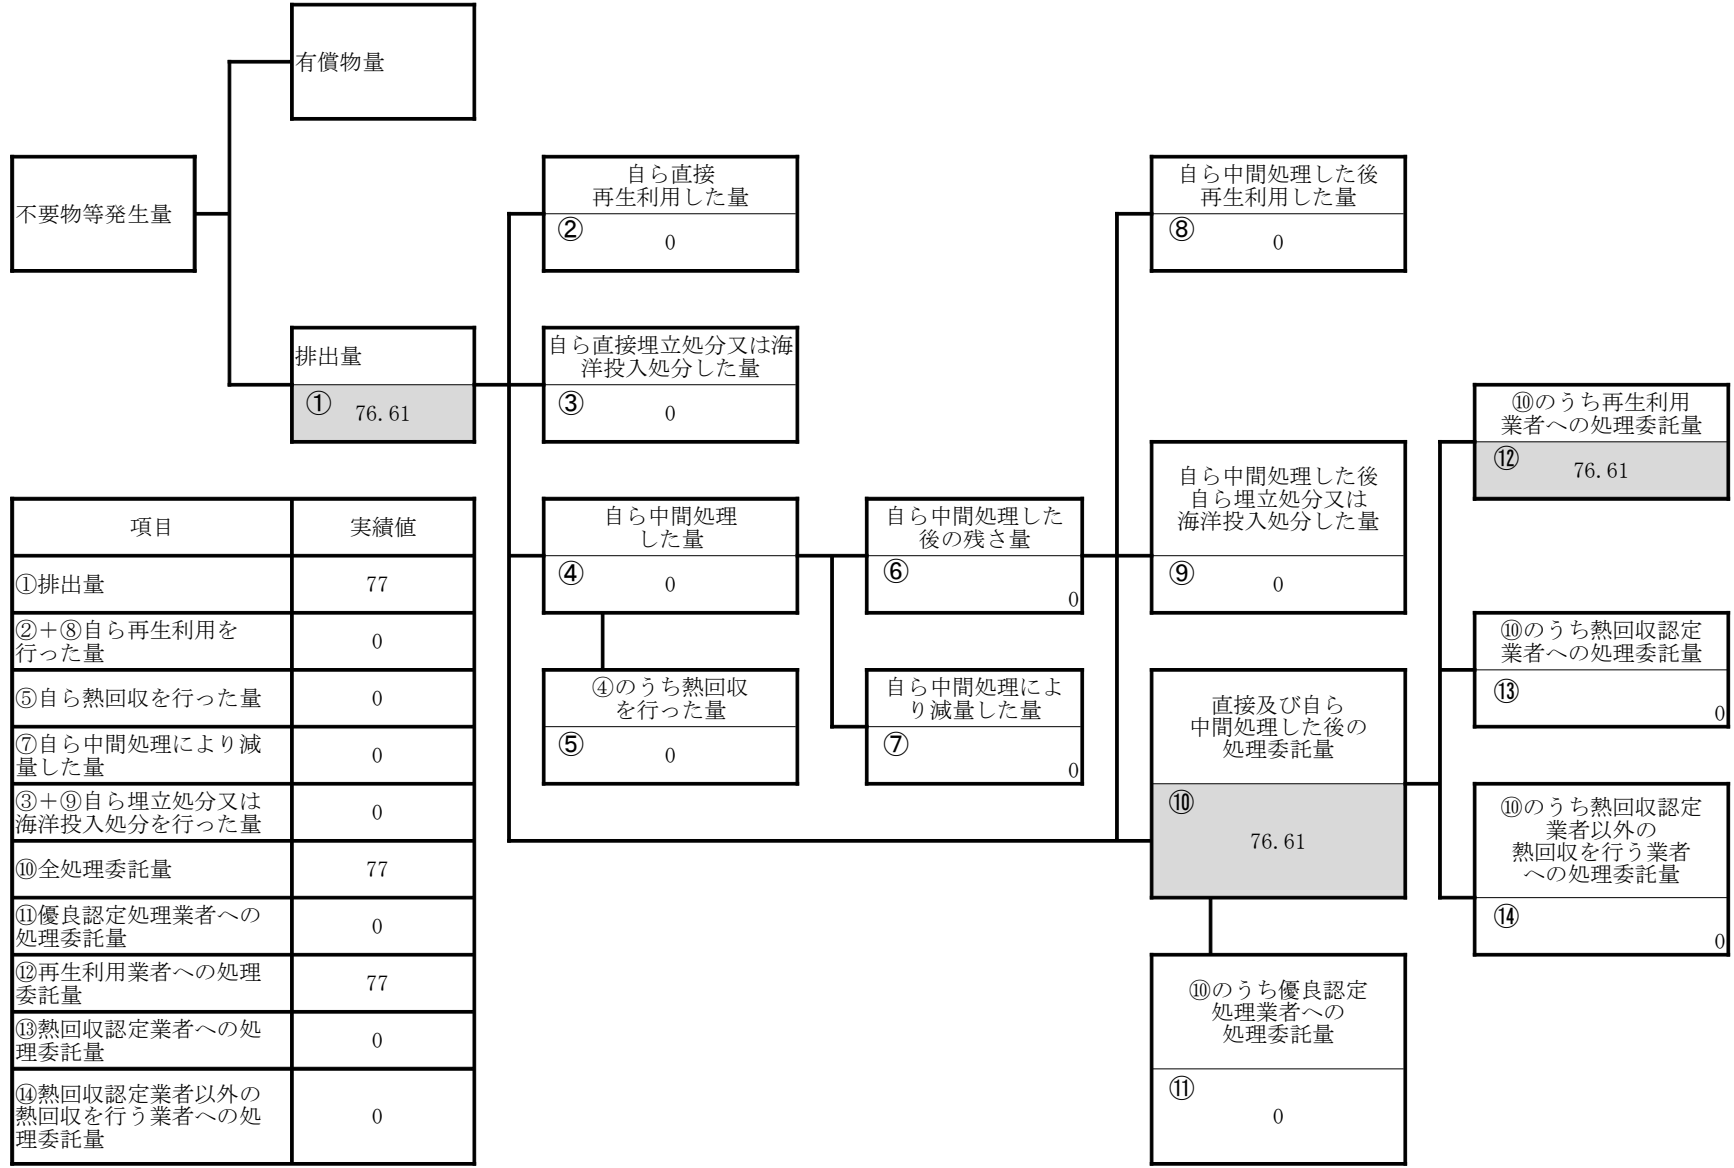 有償物量
不要物等発生量
自ら直接
再生利用した量
②
0
自ら中間処理した後
再生利用した量
⑧
0
排出量
①
76.61
自ら直接埋立処分又は海
洋投入処分した量
③
0
⑩のうち再生利用
業者への処理委託量
⑫
76.61
自ら中間処理
した量
④
0
自ら中間処理した
後の残さ量
⑥
0
自ら中間処理した後
自ら埋立処分又は
海洋投入処分した量
⑨
0
⑩のうち熱回収認定
業者への処理委託量
⑬
0
④のうち熱回収
を行った量
⑤
0
自ら中間処理によ
り減量した量
⑦
0
直接及び自ら
中間処理した後の
処理委託量
⑩
76.61
⑩のうち熱回収認定
業者以外の
熱回収を行う業者
への処理委託量
⑭
0
⑩のうち優良認定
処理業者への
処理委託量
⑪
0
項目 実績値
①排出量 77
②＋⑧自ら再生利用を
行った量 0
⑤自ら熱回収を行った量 0
⑦自ら中間処理により減
量した量 0
③＋⑨自ら埋立処分又は
海洋投入処分を行った量 0
⑩全処理委託量 77
⑪優良認定処理業者への
処理委託量 0
⑫再生利用業者への処理
委託量 77
⑬熱回収認定業者への処
理委託量 0
⑭熱回収認定業者以外の
熱回収を行う業者への処
理委託量 0